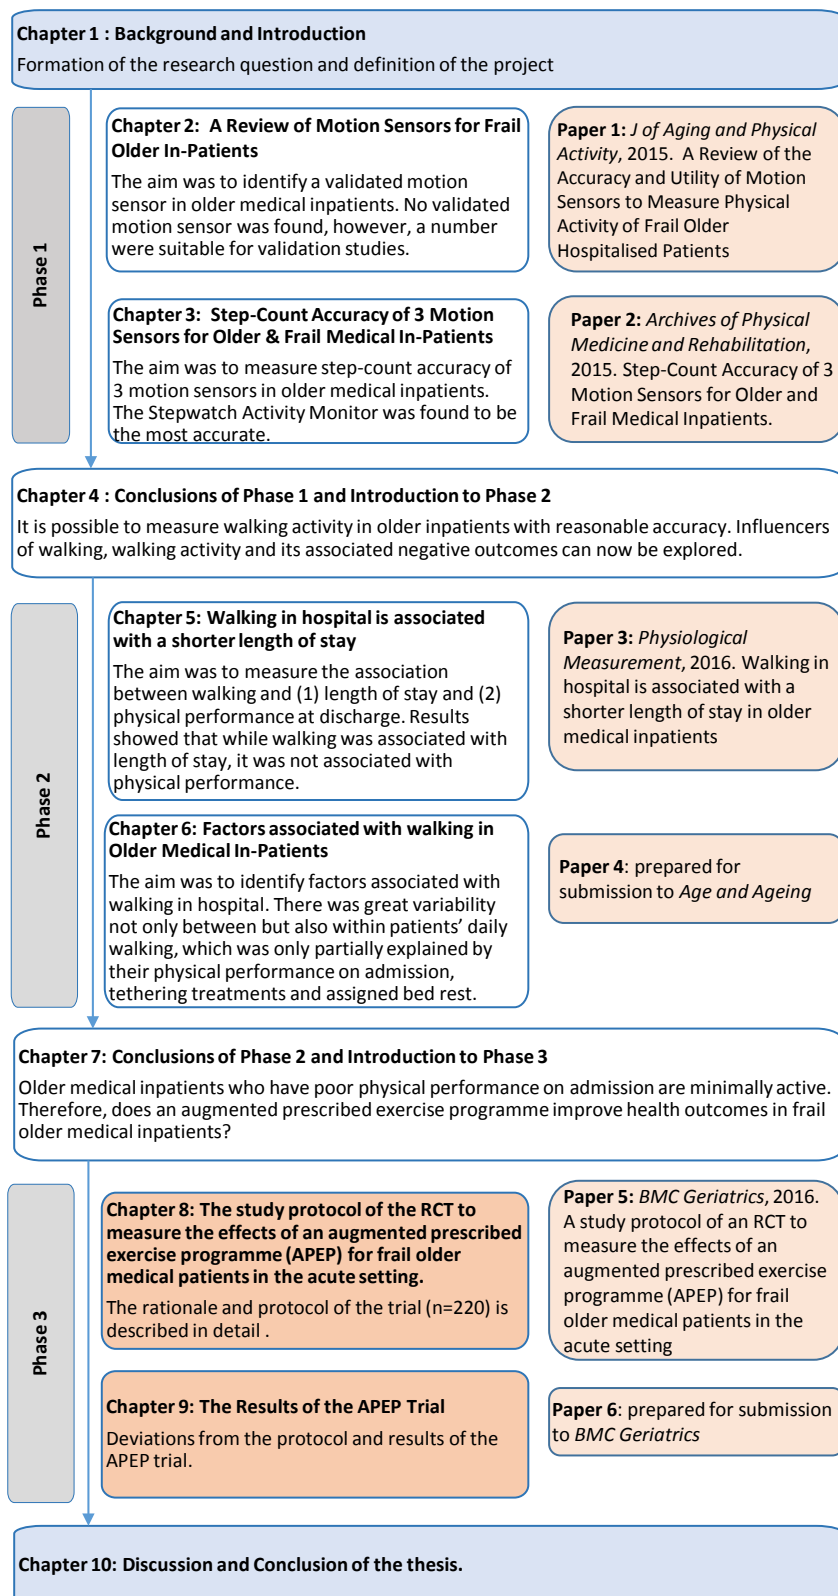 Chapter 1 : Background and Introduction
Formation of the research question and definition of the project
Phase 1
Chapter 2: A Review of Motion Sensors for Frail
Older In-Patients
The aim was to identify a validated motion
sensor in older medical inpatients. No validated
motion sensor was found, however, a number
were suitable for validation studies.
Paper 1: J of Aging and Physical
Activity, 2015. A Review of the
Accuracy and Utility of Motion
Sensors to Measure Physical
Activity of Frail Older
Hospitalised Patients
Chapter 3: Step-Count Accuracy of 3 Motion
Sensors for Older & Frail Medical In-Patients
The aim was to measure step-count accuracy of
3 motion sensors in older medical inpatients.
The Stepwatch Activity Monitor was found to be
the most accurate.
Paper 2: Archives of Physical
Medicine and Rehabilitation,
2015. Step-Count Accuracy of 3
Motion Sensors for Older and
Frail Medical Inpatients.
Chapter 4 : Conclusions of Phase 1 and Introduction to Phase 2
It is possible to measure walking activity in older inpatients with reasonable accuracy. Influencers
of walking, walking activity and its associated negative outcomes can now be explored.
Phase 2
Chapter 5: Walking in hospital is associated
with a shorter length of stay
The aim was to measure the association
between walking and (1) length of stay and (2)
physical performance at discharge. Results
showed that while walking was associated with
length of stay, it was not associated with
physical performance.
Paper 3: Physiological
Measurement, 2016. Walking in
hospital is associated with a
shorter length of stay in older
medical inpatients
Chapter 6: Factors associated with walking in
Older Medical In-Patients
The aim was to identify factors associated with
walking in hospital. There was great variability
not only between but also within patients’ daily
walking, which was only partially explained by
their physical performance on admission,
tethering treatments and assigned bed rest.
Paper 4: prepared for
submission to Age and Ageing
Chapter 7: Conclusions of Phase 2 and Introduction to Phase 3
Older medical inpatients who have poor physical performance on admission are minimally active.
Therefore, does an augmented prescribed exercise programme improve health outcomes in frail
older medical inpatients?
Phase 3
Chapter 8: The study protocol of the RCT to
measure the effects of an augmented prescribed
exercise programme (APEP) for frail older
medical patients in the acute setting.
The rationale and protocol of the trial (n=220) is
described in detail .
Paper 5: BMC Geriatrics, 2016.
A study protocol of an RCT to
measure the effects of an
augmented prescribed exercise
programme (APEP) for frail
older medical patients in the
acute setting
Chapter 9: The Results of the APEP Trial
Deviations from the protocol and results of the
APEP trial.
Paper 6: prepared for submission
to BMC Geriatrics
Chapter 10: Discussion and Conclusion of the thesis.